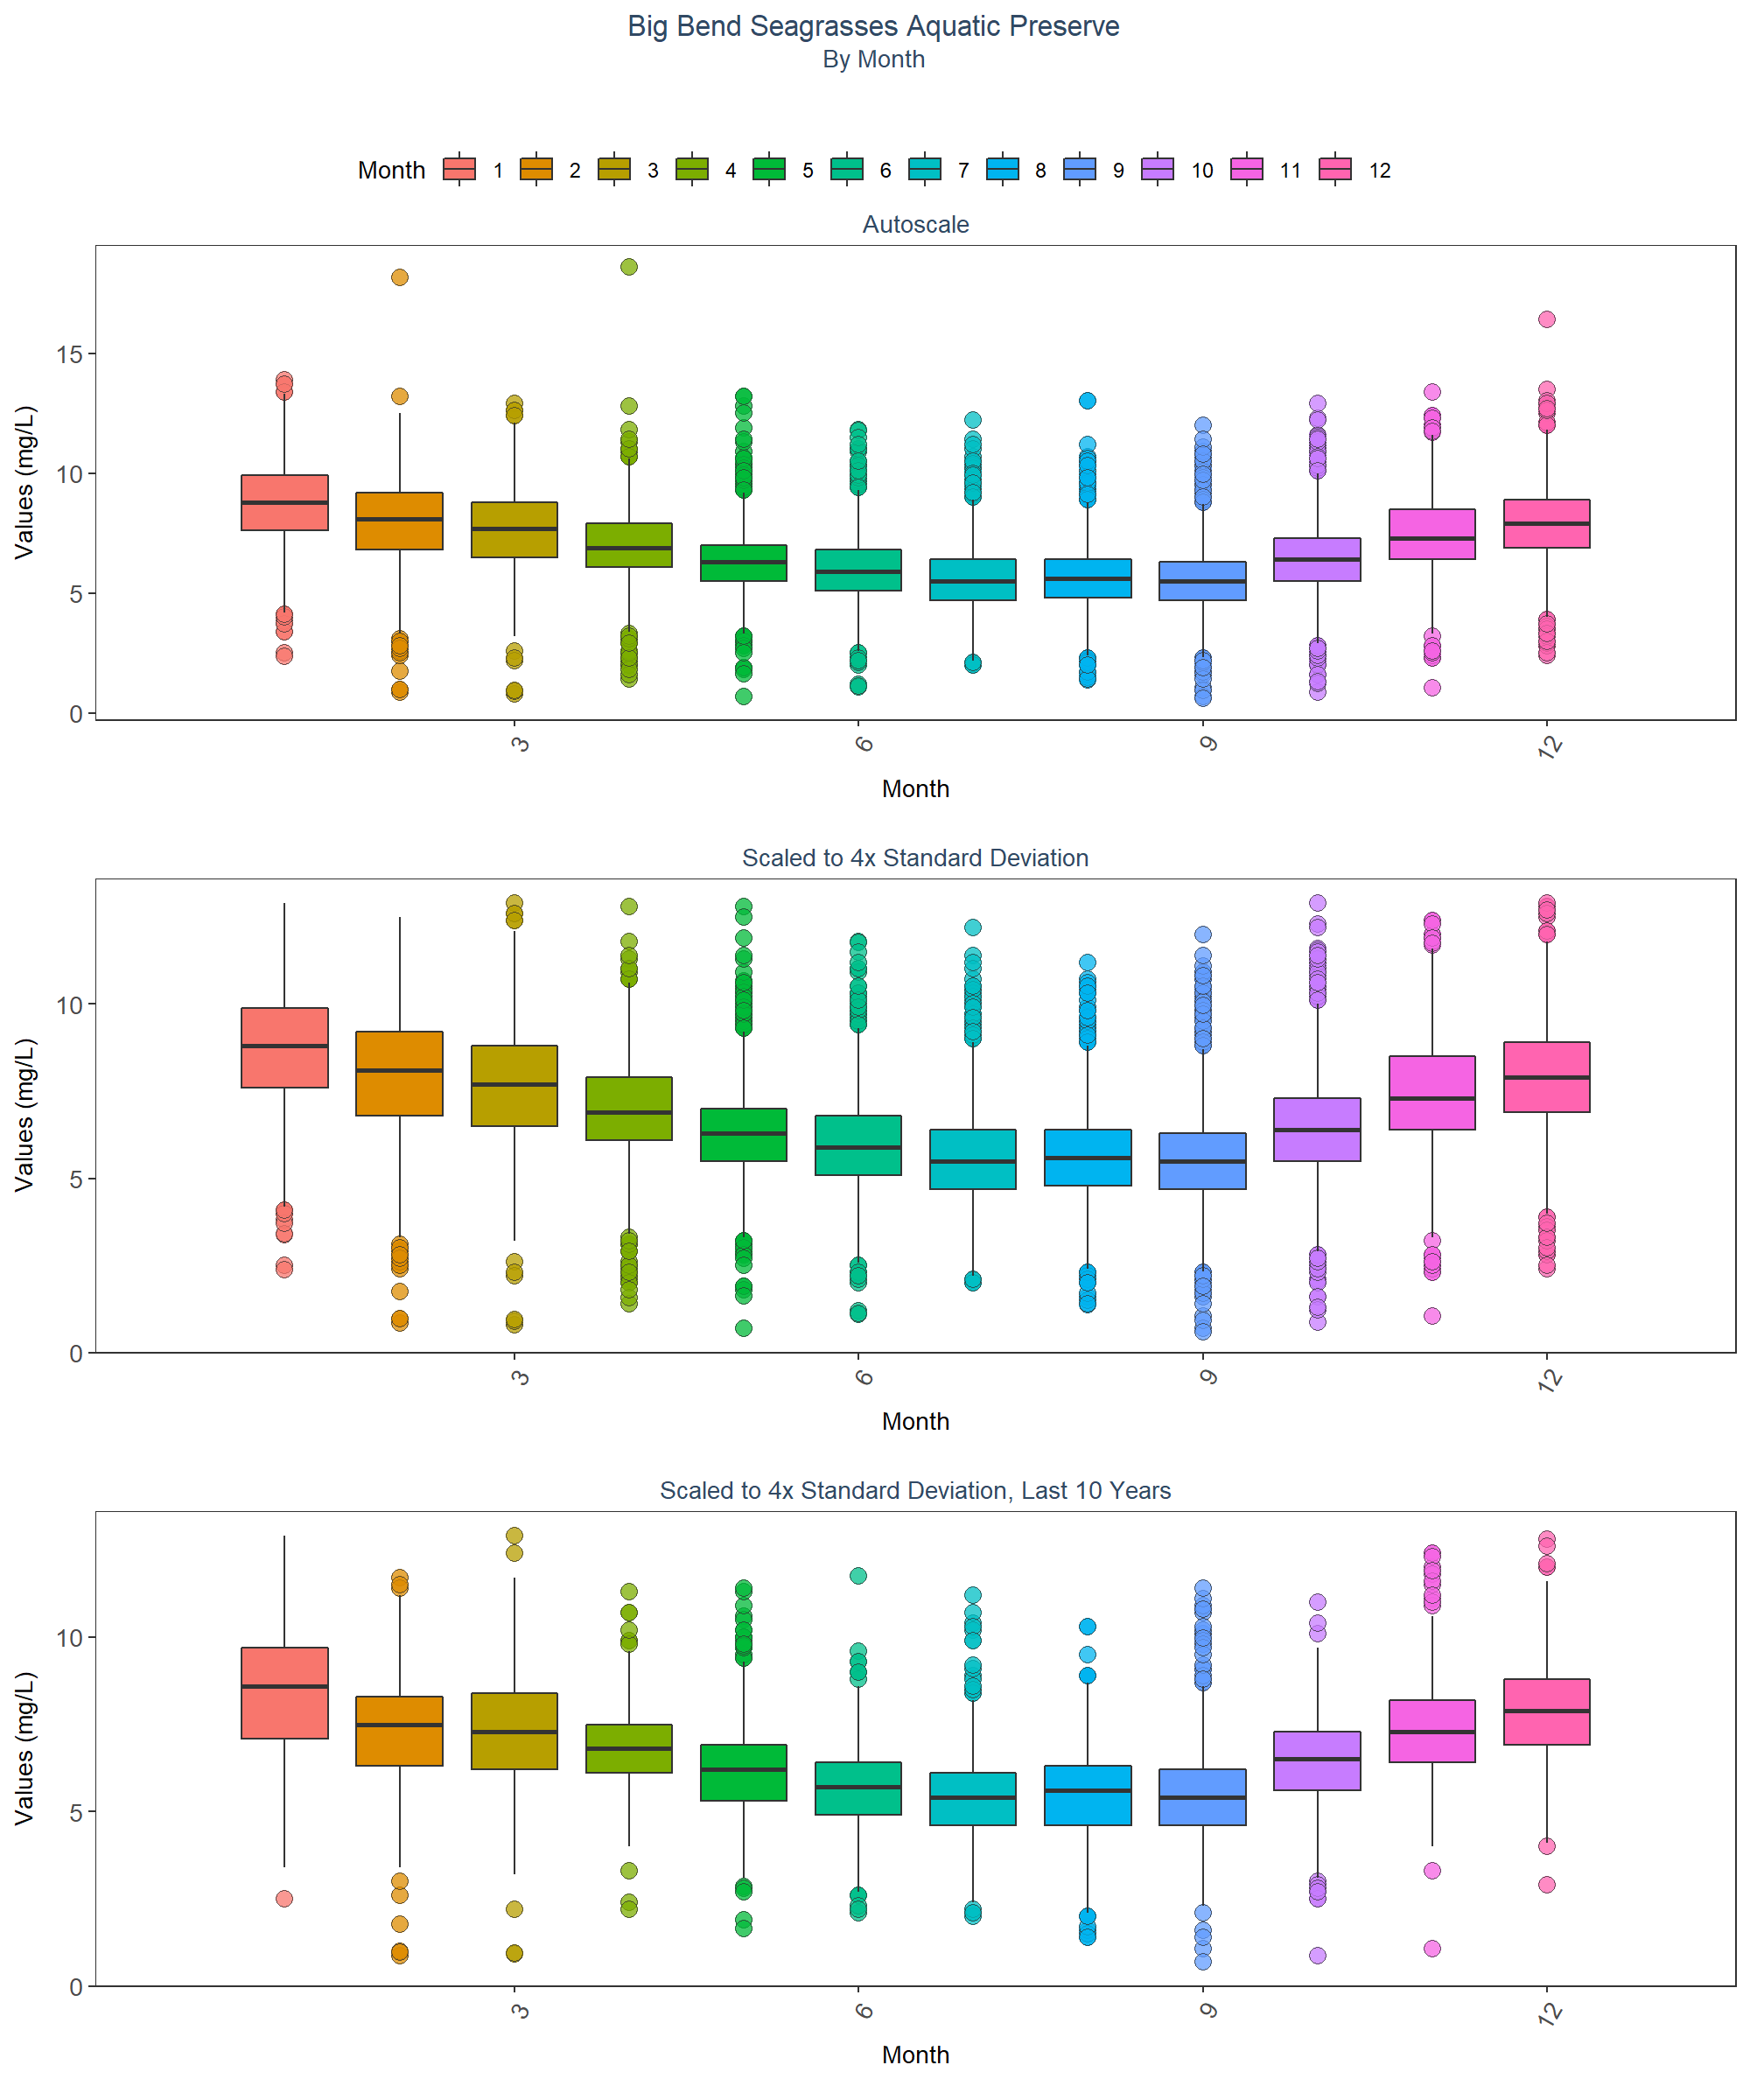 Big Bend Seagrasses Aquatic Preserve
By Month
Month 1 2 3 4 5 6 7 8 9 10 11 12
Autoscale
Values (mg/L)
15
10
5
0
3 6 9 12
Month
Scaled to 4x Standard Deviation
Values (mg/L)
10
5
0
3 6 9 12
Month
Scaled to 4x Standard Deviation, Last 10 Years
Values (mg/L)
10
5
0
3 6 9 12
Month